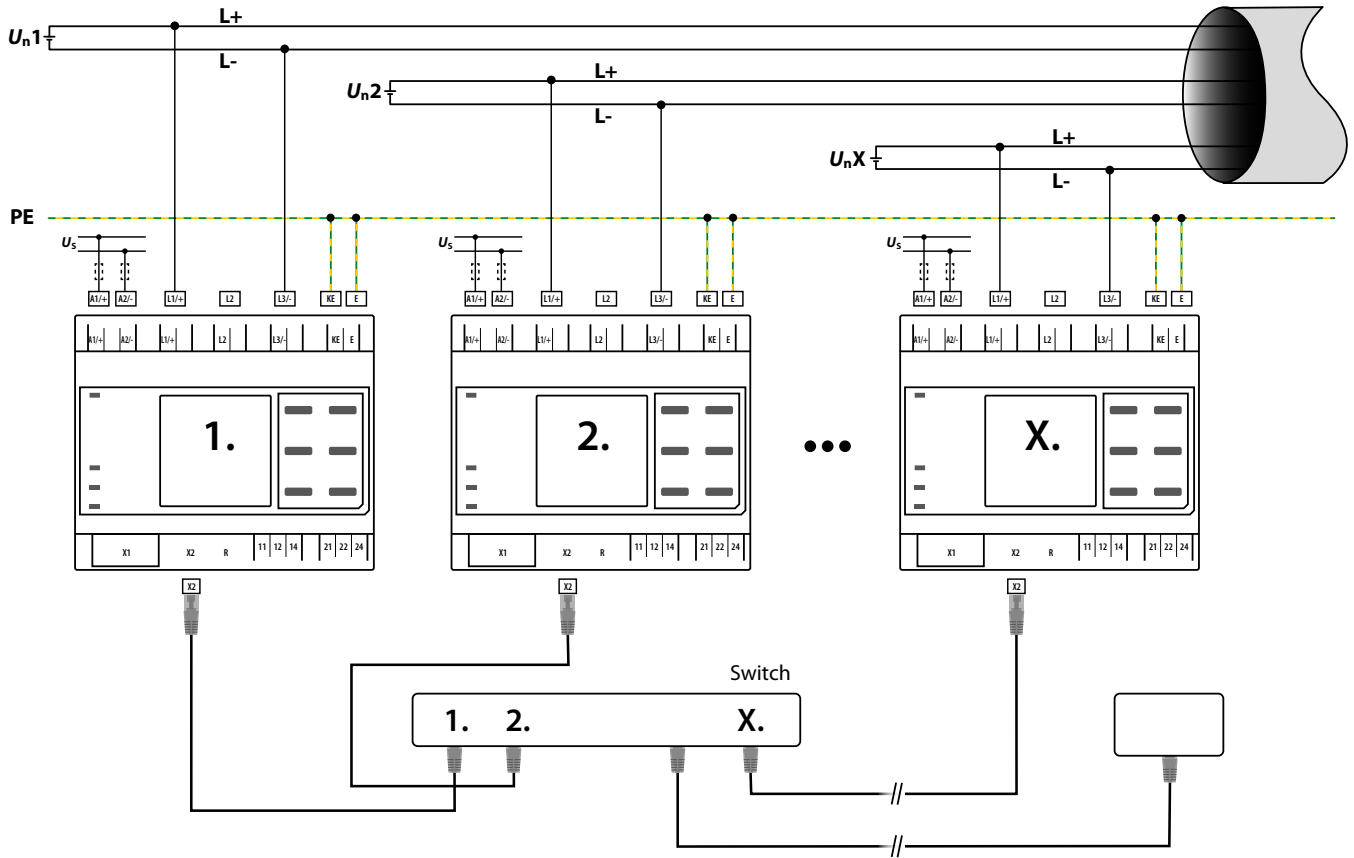 L+
Un1
L-
L+
Un2
L-
L+
UnX
L-
PE
Us Us Us
A1/+ A2/- L1/+ L2 L3/- KE E A1/+ A2/- L1/+ L2 L3/- KE E A1/+ A2/- L1/+ L2 L3/- KE E
A1/+ A2/- L1/+ L2 L3/- KE E A1/+ A2/- L1/+ L2 L3/- KE E A1/+ A2/- L1/+ L2 L3/- KE E
1. 2. ●●● X.
X1 X2 R 11 12 14 21 22 24 X1 X2 R 11 12 14 21 22 24 X1 X2 R 11 12 14 21 22 24
X2 X2 X2
Switch
1. 2. X.